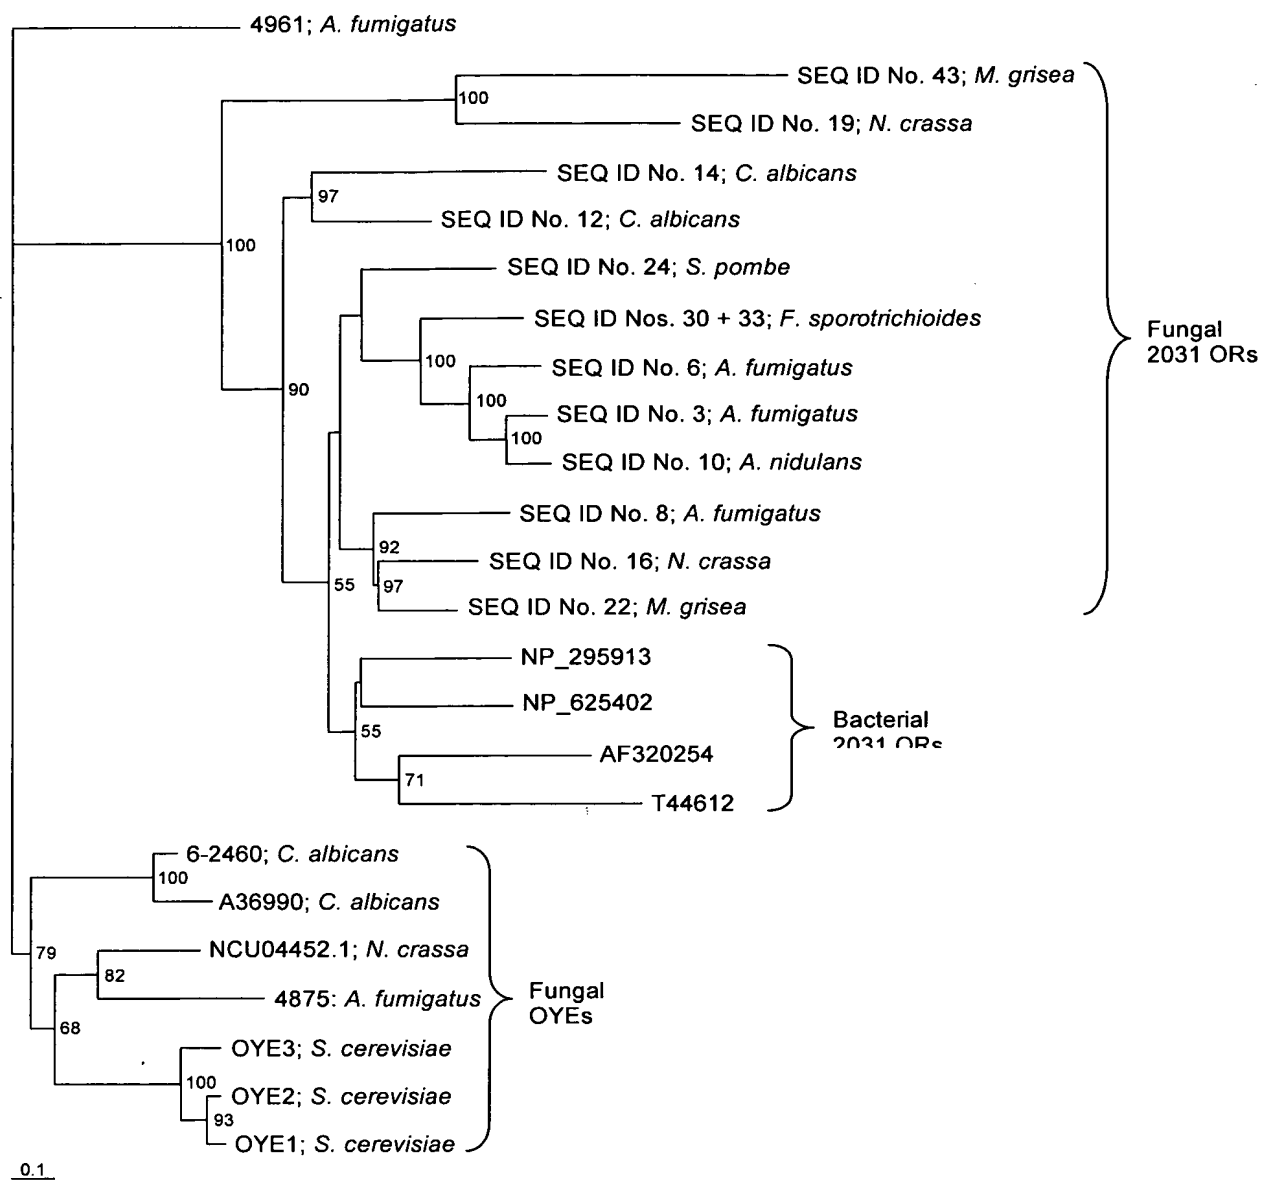 4961; A. fumigatus
SEQ ID No. 43; M. grisea
100
SEQ ID No. 19; N. crassa
SEQ ID No. 14; C. albicans
97
SEQ ID No. 12; C. albicans
100
SEQ ID No. 24; S. pombe
SEQ ID Nos. 30 + 33; F. sporotrichioides
Fungal
2031 ORs
100
SEQ ID No. 6; A. fumigatus
90
100
SEQ ID No. 3; A. fumigatus
100
SEQ ID No. 10; A. nidulans
SEQ ID No. 8; A. fumigatus
92
SEQ ID No. 16; N. crassa
55
97
SEQ ID No. 22; M. grisea
NP_295913
NP_625402
55
Bacterial
2031 ORs
AF320254
71
T44612
6-2460; C. albicans
100
A36990; C. albicans
79
NCU04452.1; N. crassa
82
4875: A. fumigatus
Fungal
OYEs
68
OYE3; S. cerevisiae
100
OYE2; S. cerevisiae
93
OYE1; S. cerevisiae
0.1